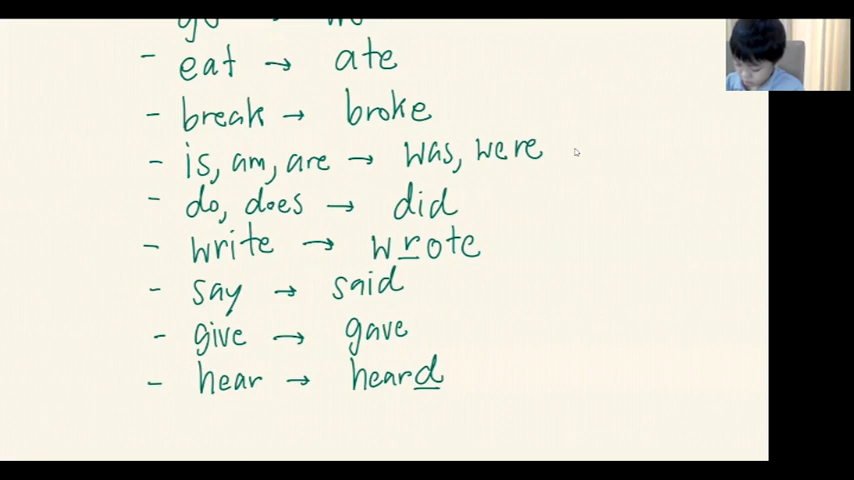 - eat → ate
- break → broke
- is, am, are → was, were
- do, does → did
- write → wrote
- say → said
- give → gave
- hear → heard